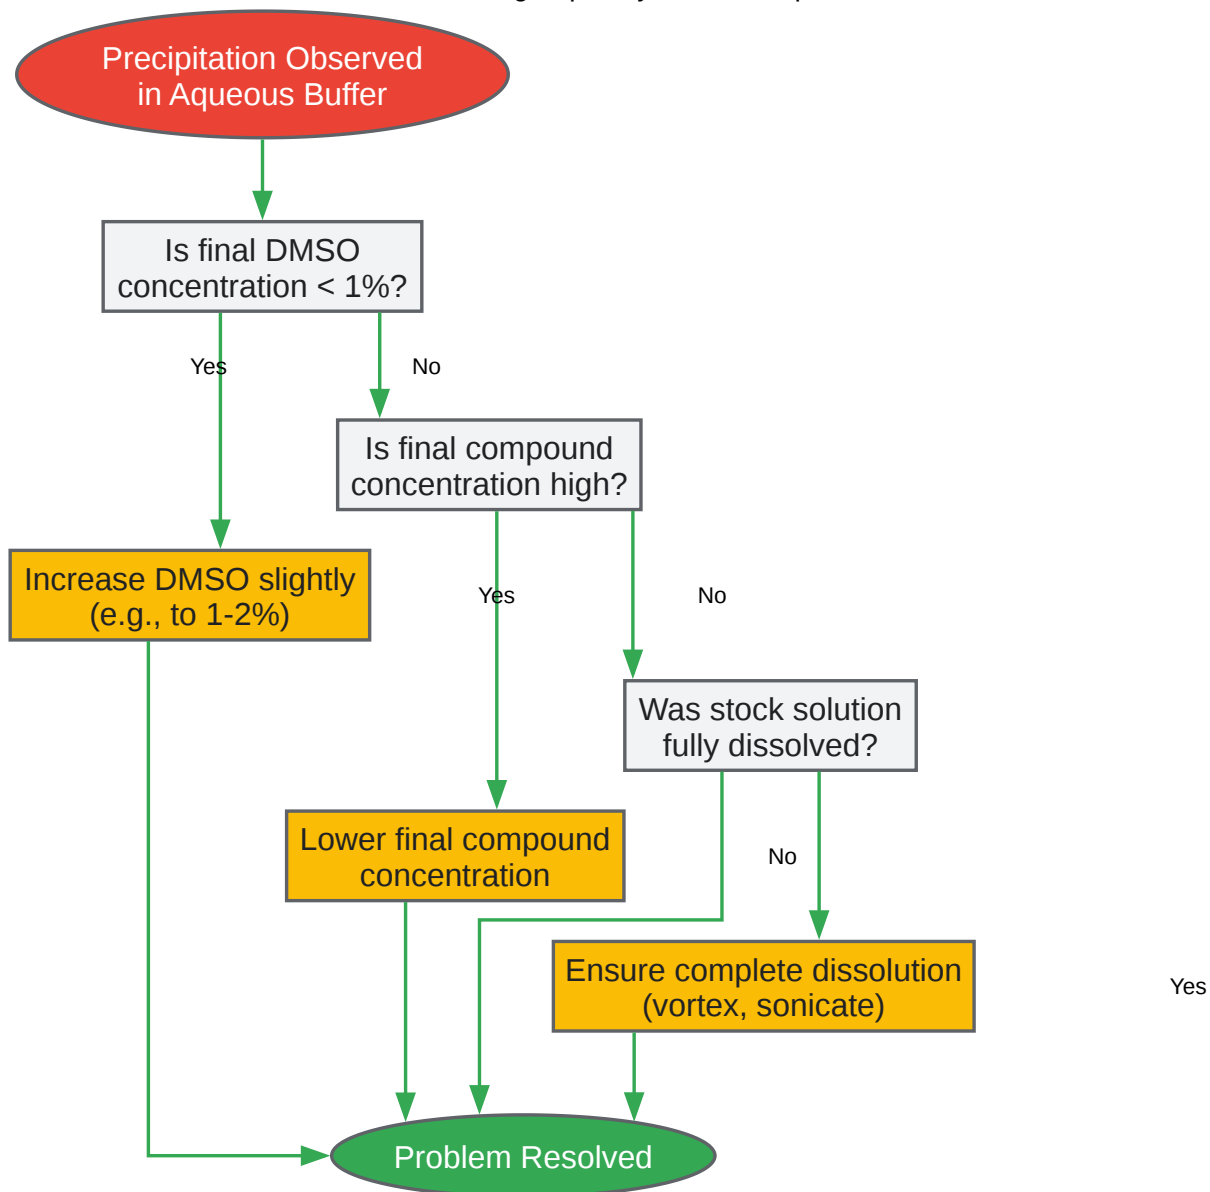 Precipitation Observed
in Aqueous Buffer
Is final DMSO
concentration < 1%?
Yes
No
Is final compound
concentration high?
Increase DMSO slightly
(e.g., to 1-2%)
Yes
No
Was stock solution
fully dissolved?
Lower final compound
concentration
No
Ensure complete dissolution
(vortex, sonicate)
Yes
Problem Resolved